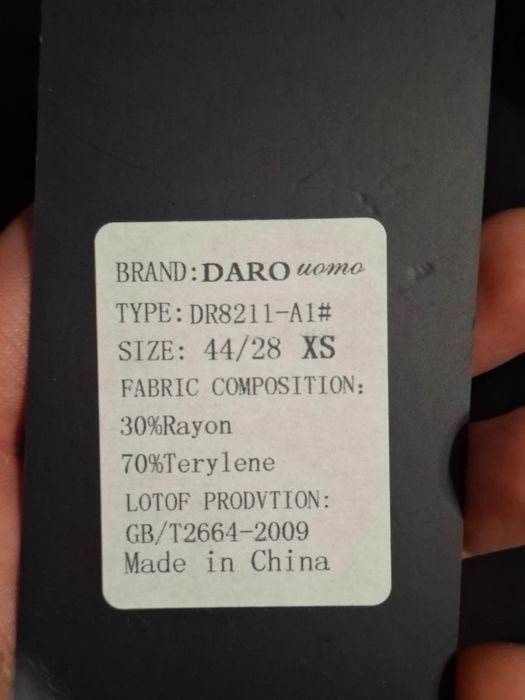 BRAND:DARO uomo
TYPE:DR8211-A1#
SIZE: 44/28 XS
FABRIC COMPOSITION:
30%Rayon
70%Terylene
LOTOF PRODVTION:
GB/T2664-2009
Made in China